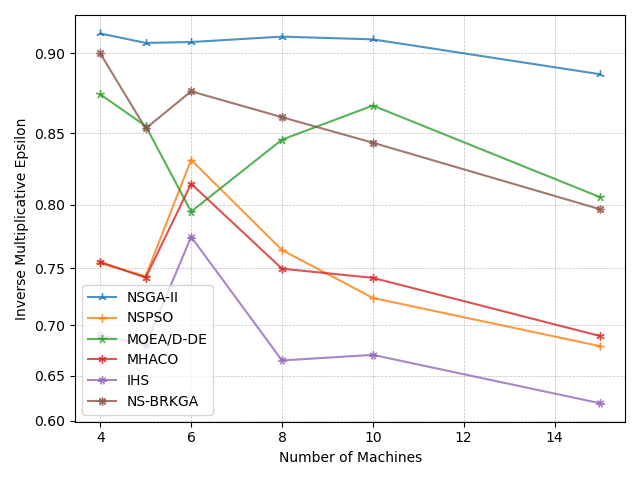 Inverse Multiplicative Epsilon
0.90
0.85
0.80
0.75
0.70
0.65
0.60
NSGA-II
NSPSO
MOEA/D-DE
MHACO
IHS
NS-BRKGA
4 6 8 10 12 14
Number of Machines